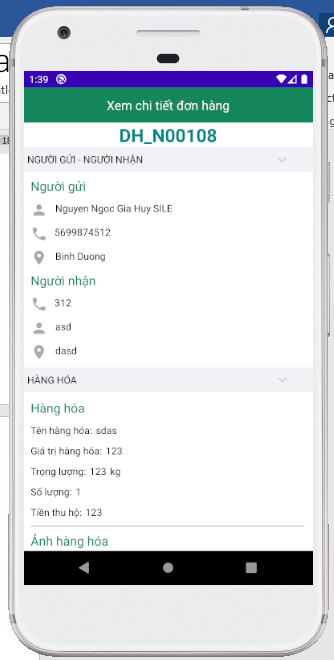 1:39
Xem chi tiết đơn hàng
DH_N00108
NGƯỜI GỬI - NGƯỜI NHẬN
Người gửi
Nguyen Ngoc Gia Huy SILE
5699874512
Binh Duong
Người nhận
312
asd
dasd
HÀNG HÓA
Hàng hóa
Tên hàng hóa: sdas
Giá trị hàng hóa: 123
Trọng lượng: 123 kg
Số lượng: 1
Tiền thu hộ: 123
Ảnh hàng hóa